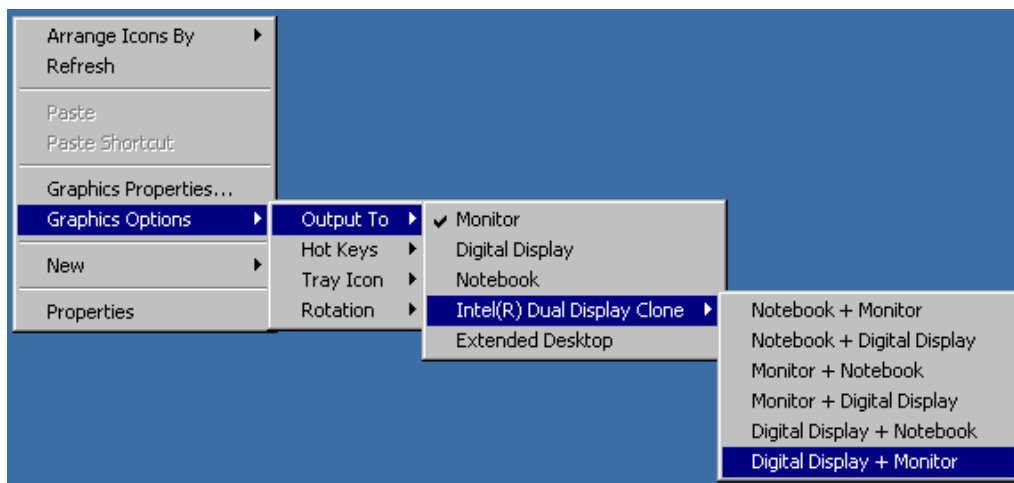 Arrange Icons By
Refresh
Paste
Paste Shortcut
Graphics Properties...
Graphics Options
New
Properties
Output To
Hot Keys
Tray Icon
Rotation
Monitor
Digital Display
Notebook
Intel(R) Dual Display Clone
Extended Desktop
Notebook + Monitor
Notebook + Digital Display
Monitor + Notebook
Monitor + Digital Display
Digital Display + Notebook
Digital Display + Monitor